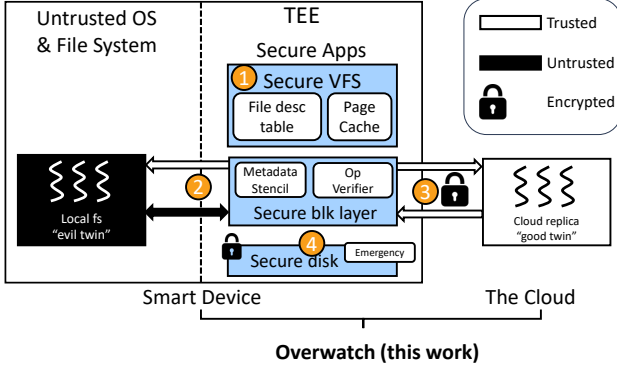 Untrusted OS
& File System
TEE
Secure Apps
1
Secure VFS
File desc
table
Page
Cache
Trusted
Untrusted
Encrypted
Local fs
“evil twin”
2
Metadata
Stencil
Op
Verifier
Secure blk layer
3
Cloud replica
“good twin”
4
Secure disk
Emergency
Smart Device
The Cloud
Overwatch (this work)